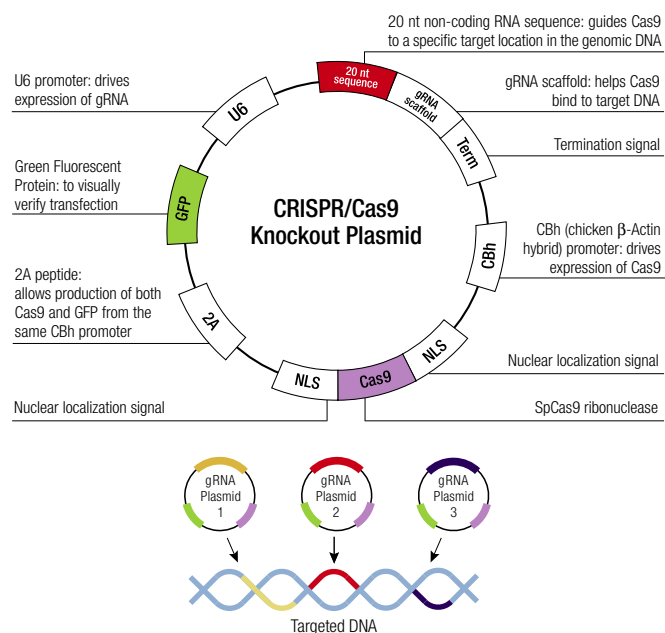 20 nt non-coding RNA sequence: guides Cas9
to a specific target location in the genomic DNA
U6 promoter: drives
expression of gRNA
gRNA scaffold: helps Cas9
bind to target DNA
Termination signal
Green Fluorescent
Protein: to visually
verify transfection
CBh (chicken β-Actin
hybrid) promoter: drives
expression of Cas9
2A peptide:
allows production of both
Cas9 and GFP from the
same CBh promoter
Nuclear localization signal
Nuclear localization signal
SpCas9 ribonuclease
CRISPR/Cas9
Knockout Plasmid
20 nt
sequence
gRNA
scaffold
Term
CBh
NLS
Cas9
NLS
2A
GFP
U6
gRNA
Plasmid
1
gRNA
Plasmid
2
gRNA
Plasmid
3
Targeted DNA